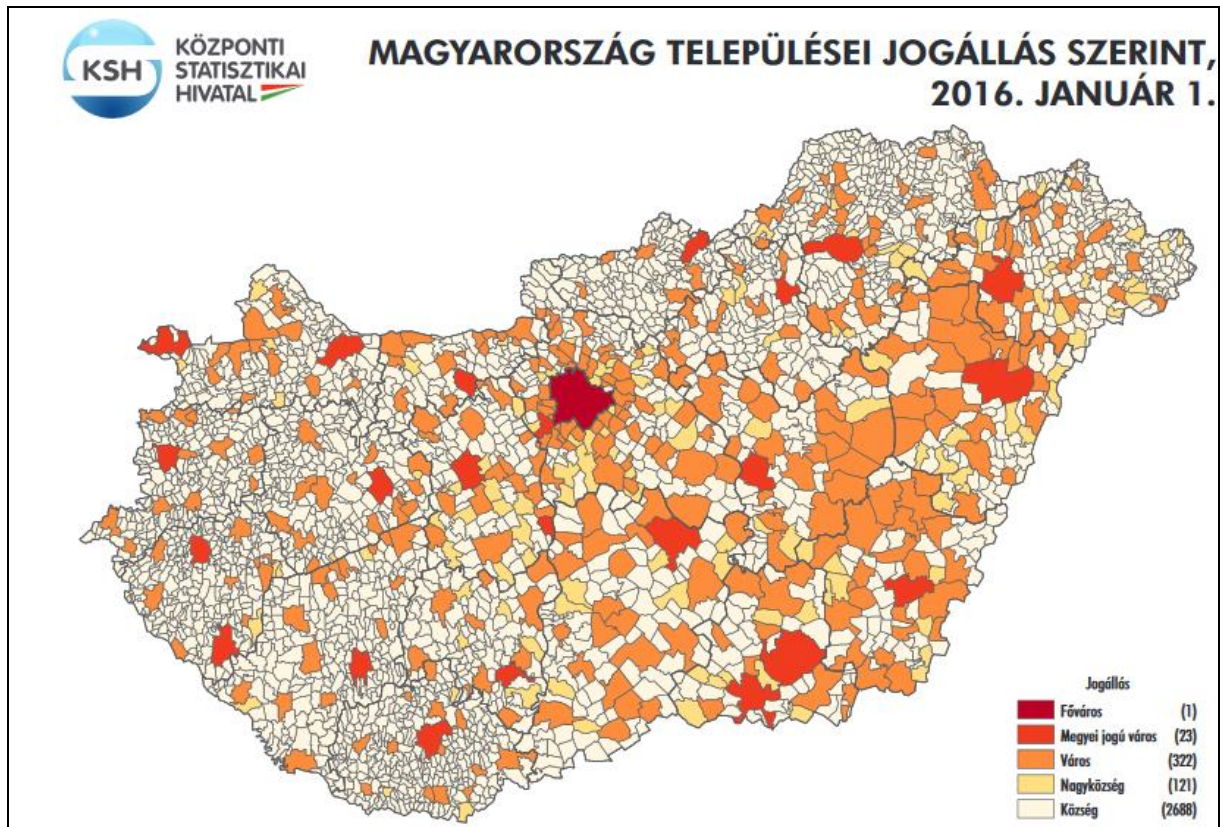 KSH
KÖZPONTI
STATISZTIKAI
HIVATAL
MAGYARORSZÁG TELEPÜLÉSEI JOGÁLLÁS SZERINT,
2016. JANUÁR 1.
Jogállás
Főváros (1)
Megyei jogú város (23)
Város (322)
Nagyközség (121)
Község (2688)